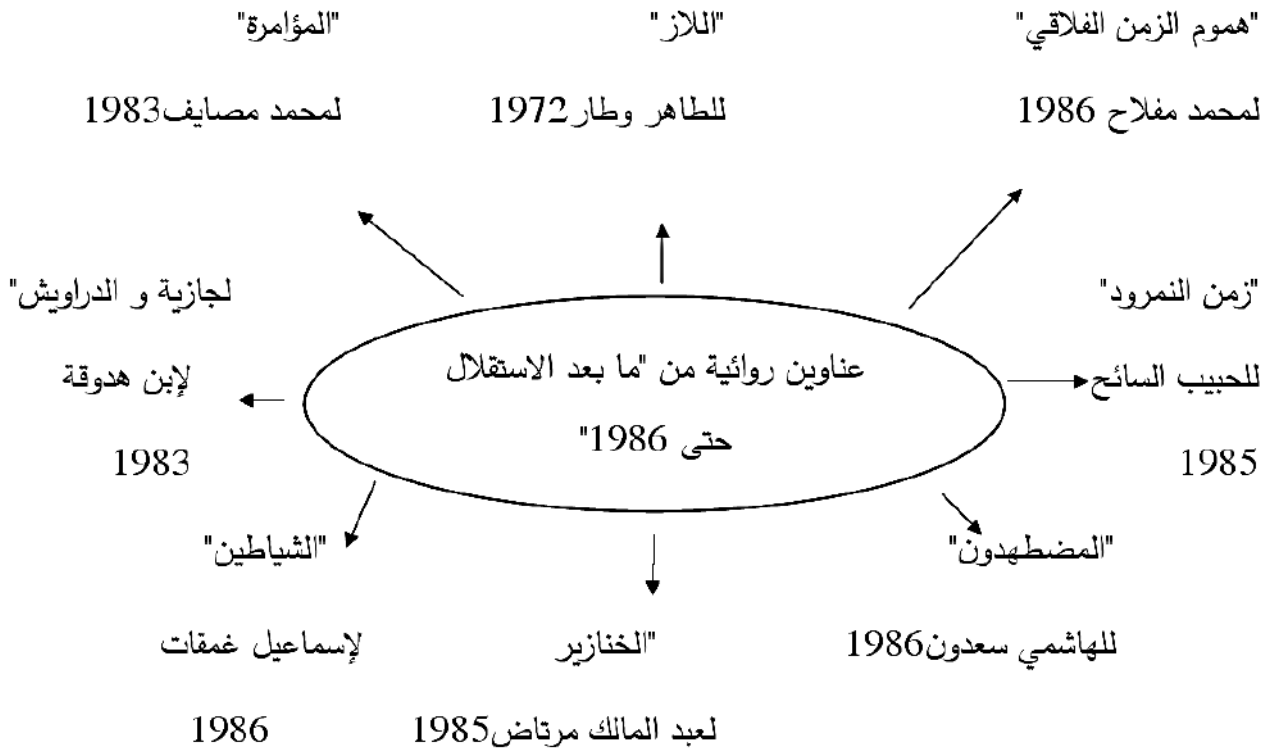 "هموم الزمن الفلاقي"
لمحمد مفلاح 1986
"اللاز"
للطاهر وطار1972
"المؤامرة"
لمحمد مصايف1983
"زمن النمرود"
للحبيب السائح
1985
عناوين روائية من "ما بعد الاستقلال
حتى 1986"
لجازية و الدراويش"
لإبن هدوقة
1983
"المضطهدون"
للهاشمي سعدون1986
"الخنازير
لعبد المالك مرتاض1985
"الشياطين"
لإسماعيل غمقات
1986